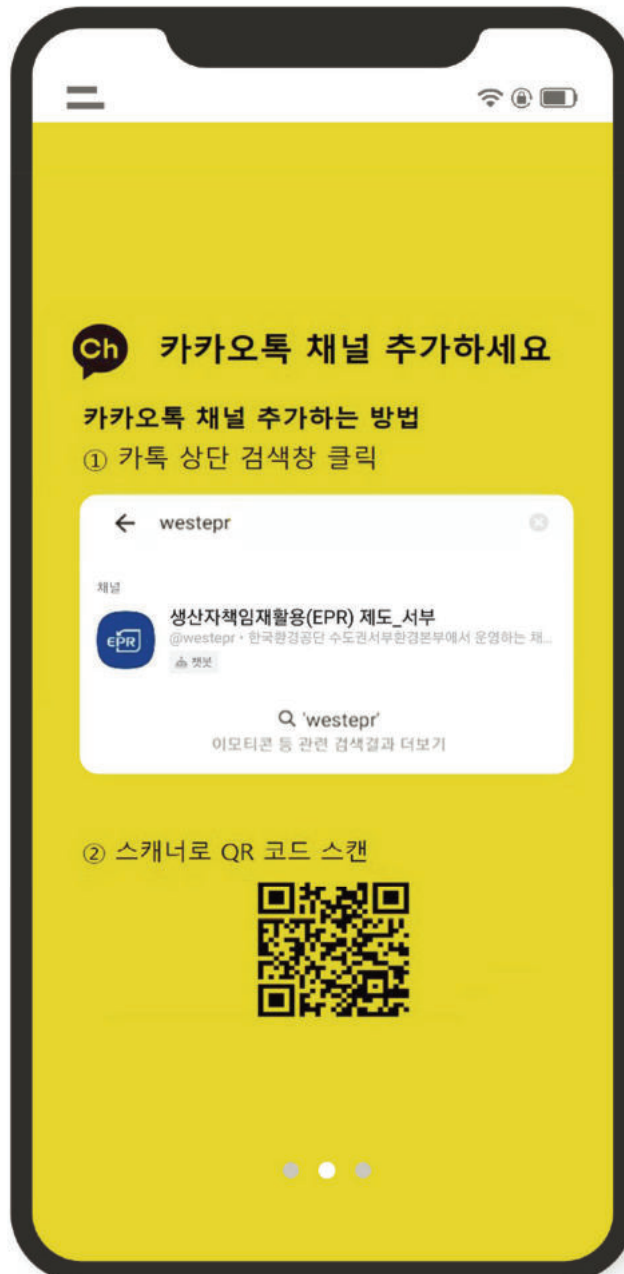 Ch 카카오톡 채널 추가하세요
카카오톡 채널 추가하는 방법
① 카톡 상단 검색창 클릭
westepr
채널
EPR
생산자책임재활용(EPR) 제도_서부
@westepr • 한국환경공단 수도권서부환경본부에서 운영하는 채...
챗봇
'westepr'
이모티콘 등 관련 검색결과 더보기
② 스캐너로 QR 코드 스캔